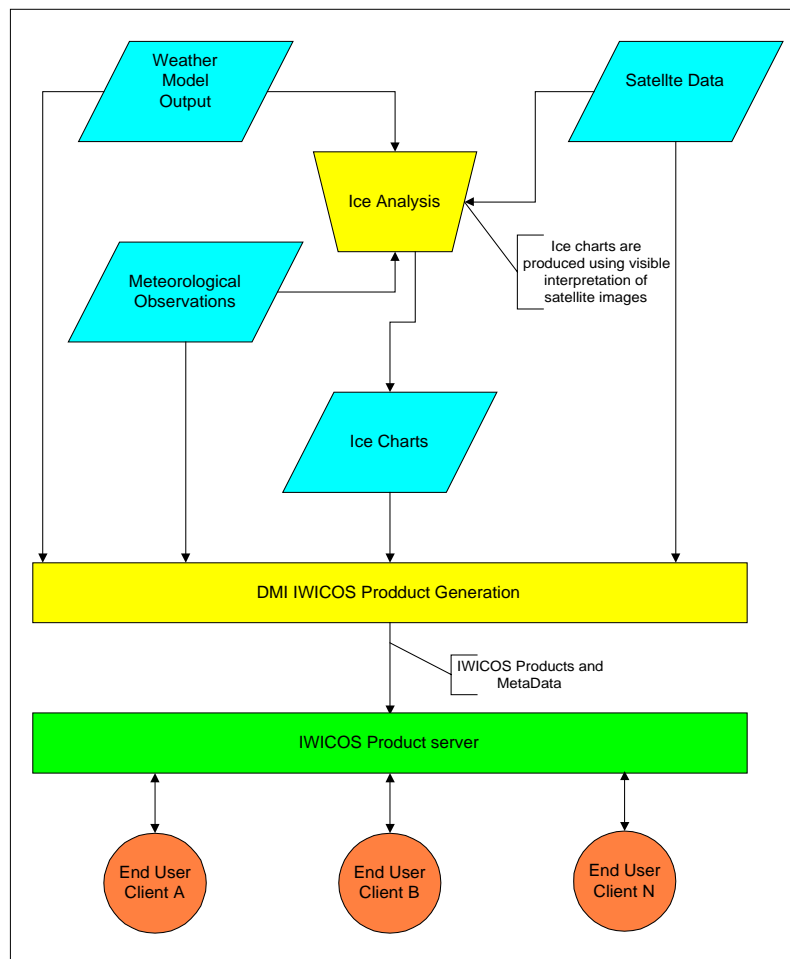 Weather
Model
Output
Satellte Data
Ice Analysis
Ice charts are
produced using visible
interpretation of
satellite images
Meteorological
Observations
Ice Charts
DMI IWICOS Prodduct Generation
IWICOS Products and
MetaData
IWICOS Product server
End User
Client A
End User
Client B
End User
Client N